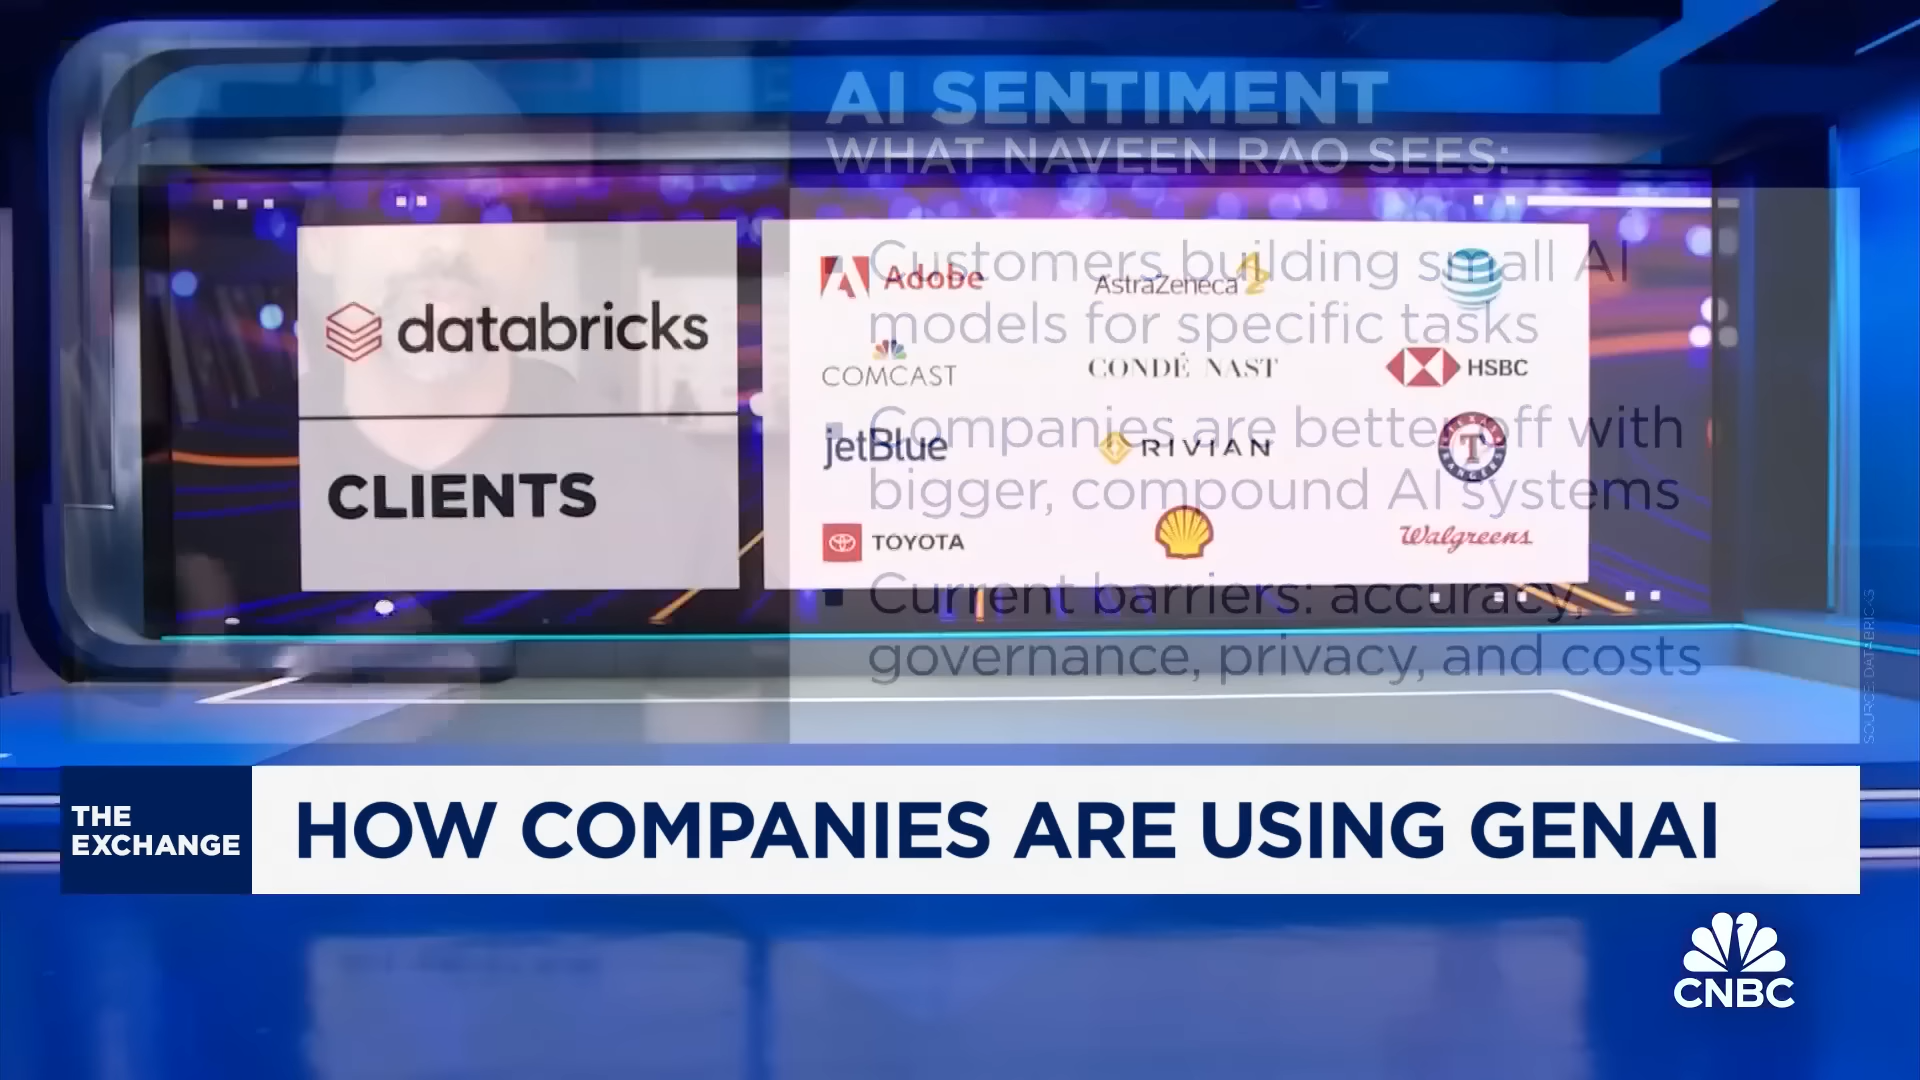 AI SENTIMENT
WHAT NAVEEN RAO SEES:
databricks
CLIENTS
Adobe
AstraZeneca
COMCAST
CONDÉ NAST
HSBC
jetBlue
RIVIAN
TEXAS RANGERS
T
TOYOTA
Walgreens
Customers building small AI
models for specific tasks
Companies are better off with
bigger, compound AI systems
Current barriers: accuracy,
governance, privacy, and costs
SOURCE: DATABRICKS
THE
EXCHANGE
HOW COMPANIES ARE USING GENAI
CNBC